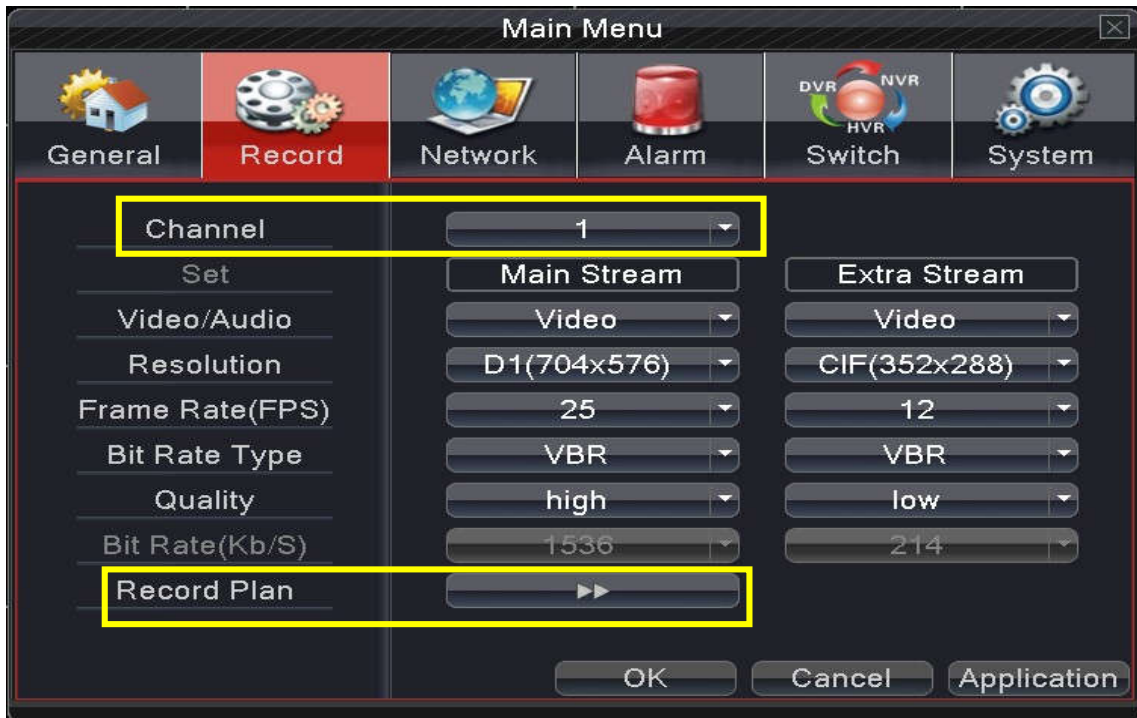 Main Menu
DVR NVR
HVR
General Record Network Alarm Switch System
Channel 1
Set Main Stream Extra Stream
Video/Audio Video Video
Resolution D1(704x576) CIF(352x288)
Frame Rate(FPS) 25 12
Bit Rate Type VBR VBR
Quality high low
Bit Rate(Kb/S) 1536 214
Record Plan
OK Cancel Application